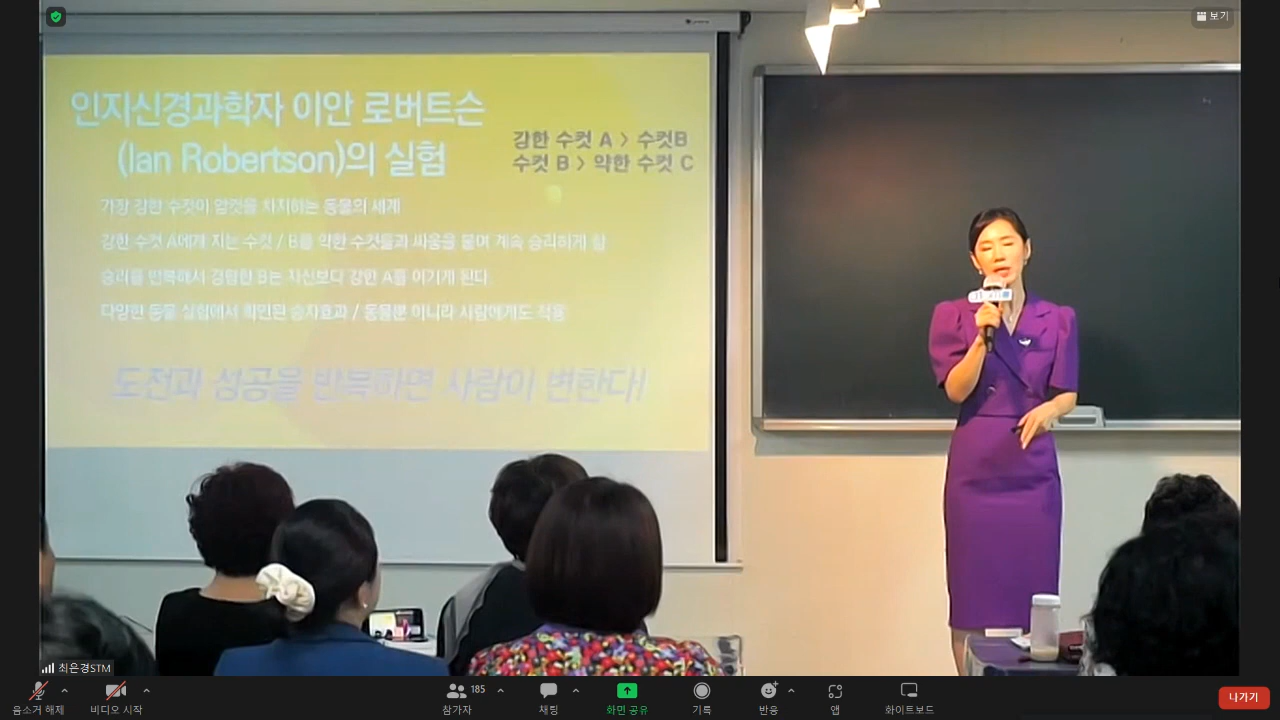 보기
인지신경과학자 이안 로버트슨
(Ian Robertson)의 실험
강한 수컷 A > 수컷B
수컷 B > 약한 수컷 C
가장 강한 수컷이 암컷을 차지하는 동물의 세계
강한 수컷 A에게 지는 수컷 / B를 약한 수컷들과 싸움을 붙여 계속 승리하게 함
승리를 반복해서 경험한 B는 자신보다 강한 A를 이기게 된다.
다양한 동물 실험에서 확인된 승자효과 / 동물뿐 아니라 사람에게도 적용
도전과 성공을 반복하면 사람이 변한다!
최은경STM
음소거 해제
비디오 시작
참가자
185
채팅
화면 공유
기록
반응
앱
화이트보드
나가기